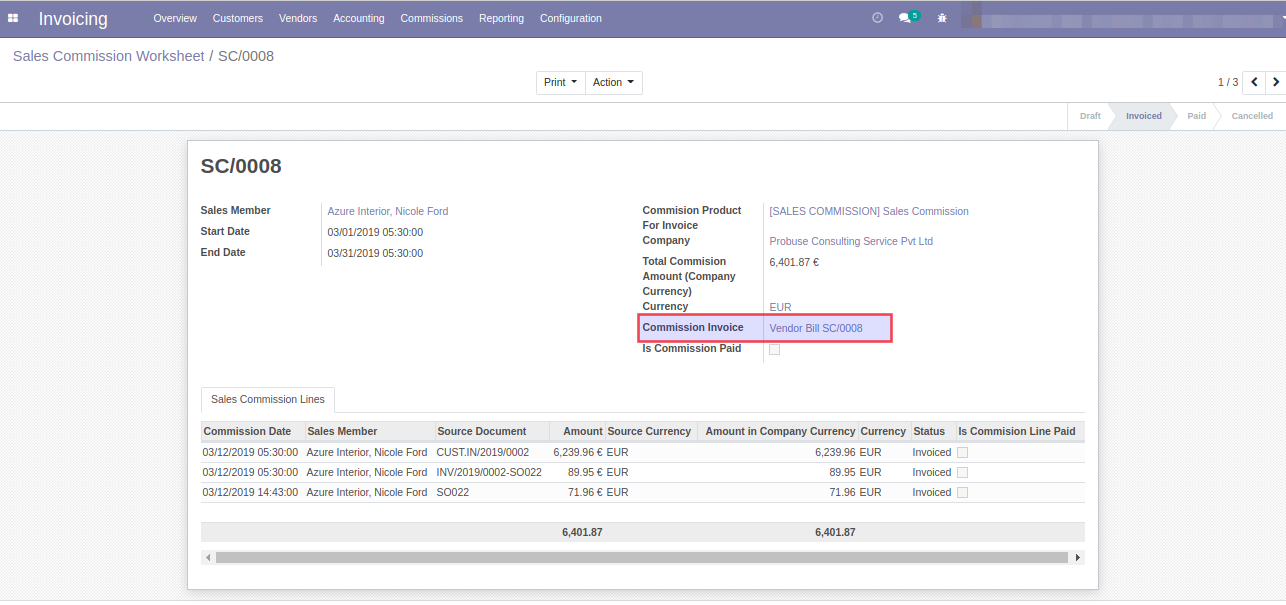 Invoicing Overview Customers Vendors Accounting Commissions Reporting Configuration 5
Sales Commission Worksheet / SC/0008
Print Action 1 / 3
Draft Invoiced Paid Cancelled
SC/0008
Sales Member Azure Interior, Nicole Ford
Start Date 03/01/2019 05:30:00
End Date 03/31/2019 05:30:00
Commision Product For Invoice [SALES COMMISSION] Sales Commission
Company Probuse Consulting Service Pvt Ltd
Total Commision 6,401.87 €
Amount (Company
Currency)
Currency EUR
Commission Invoice Vendor Bill SC/0008
Is Commission Paid
Sales Commission Lines
Commission Date Sales Member Source Document Amount Source Currency Amount in Company Currency Currency Status Is Commision Line Paid
03/12/2019 05:30:00 Azure Interior, Nicole Ford CUST.IN/2019/0002 6,239.96 € EUR 6,239.96 EUR Invoiced
03/12/2019 05:30:00 Azure Interior, Nicole Ford INV/2019/0002-SO022 89.95 € EUR 89.95 EUR Invoiced
03/12/2019 14:43:00 Azure Interior, Nicole Ford SO022 71.96 € EUR 71.96 EUR Invoiced
6,401.87 6,401.87